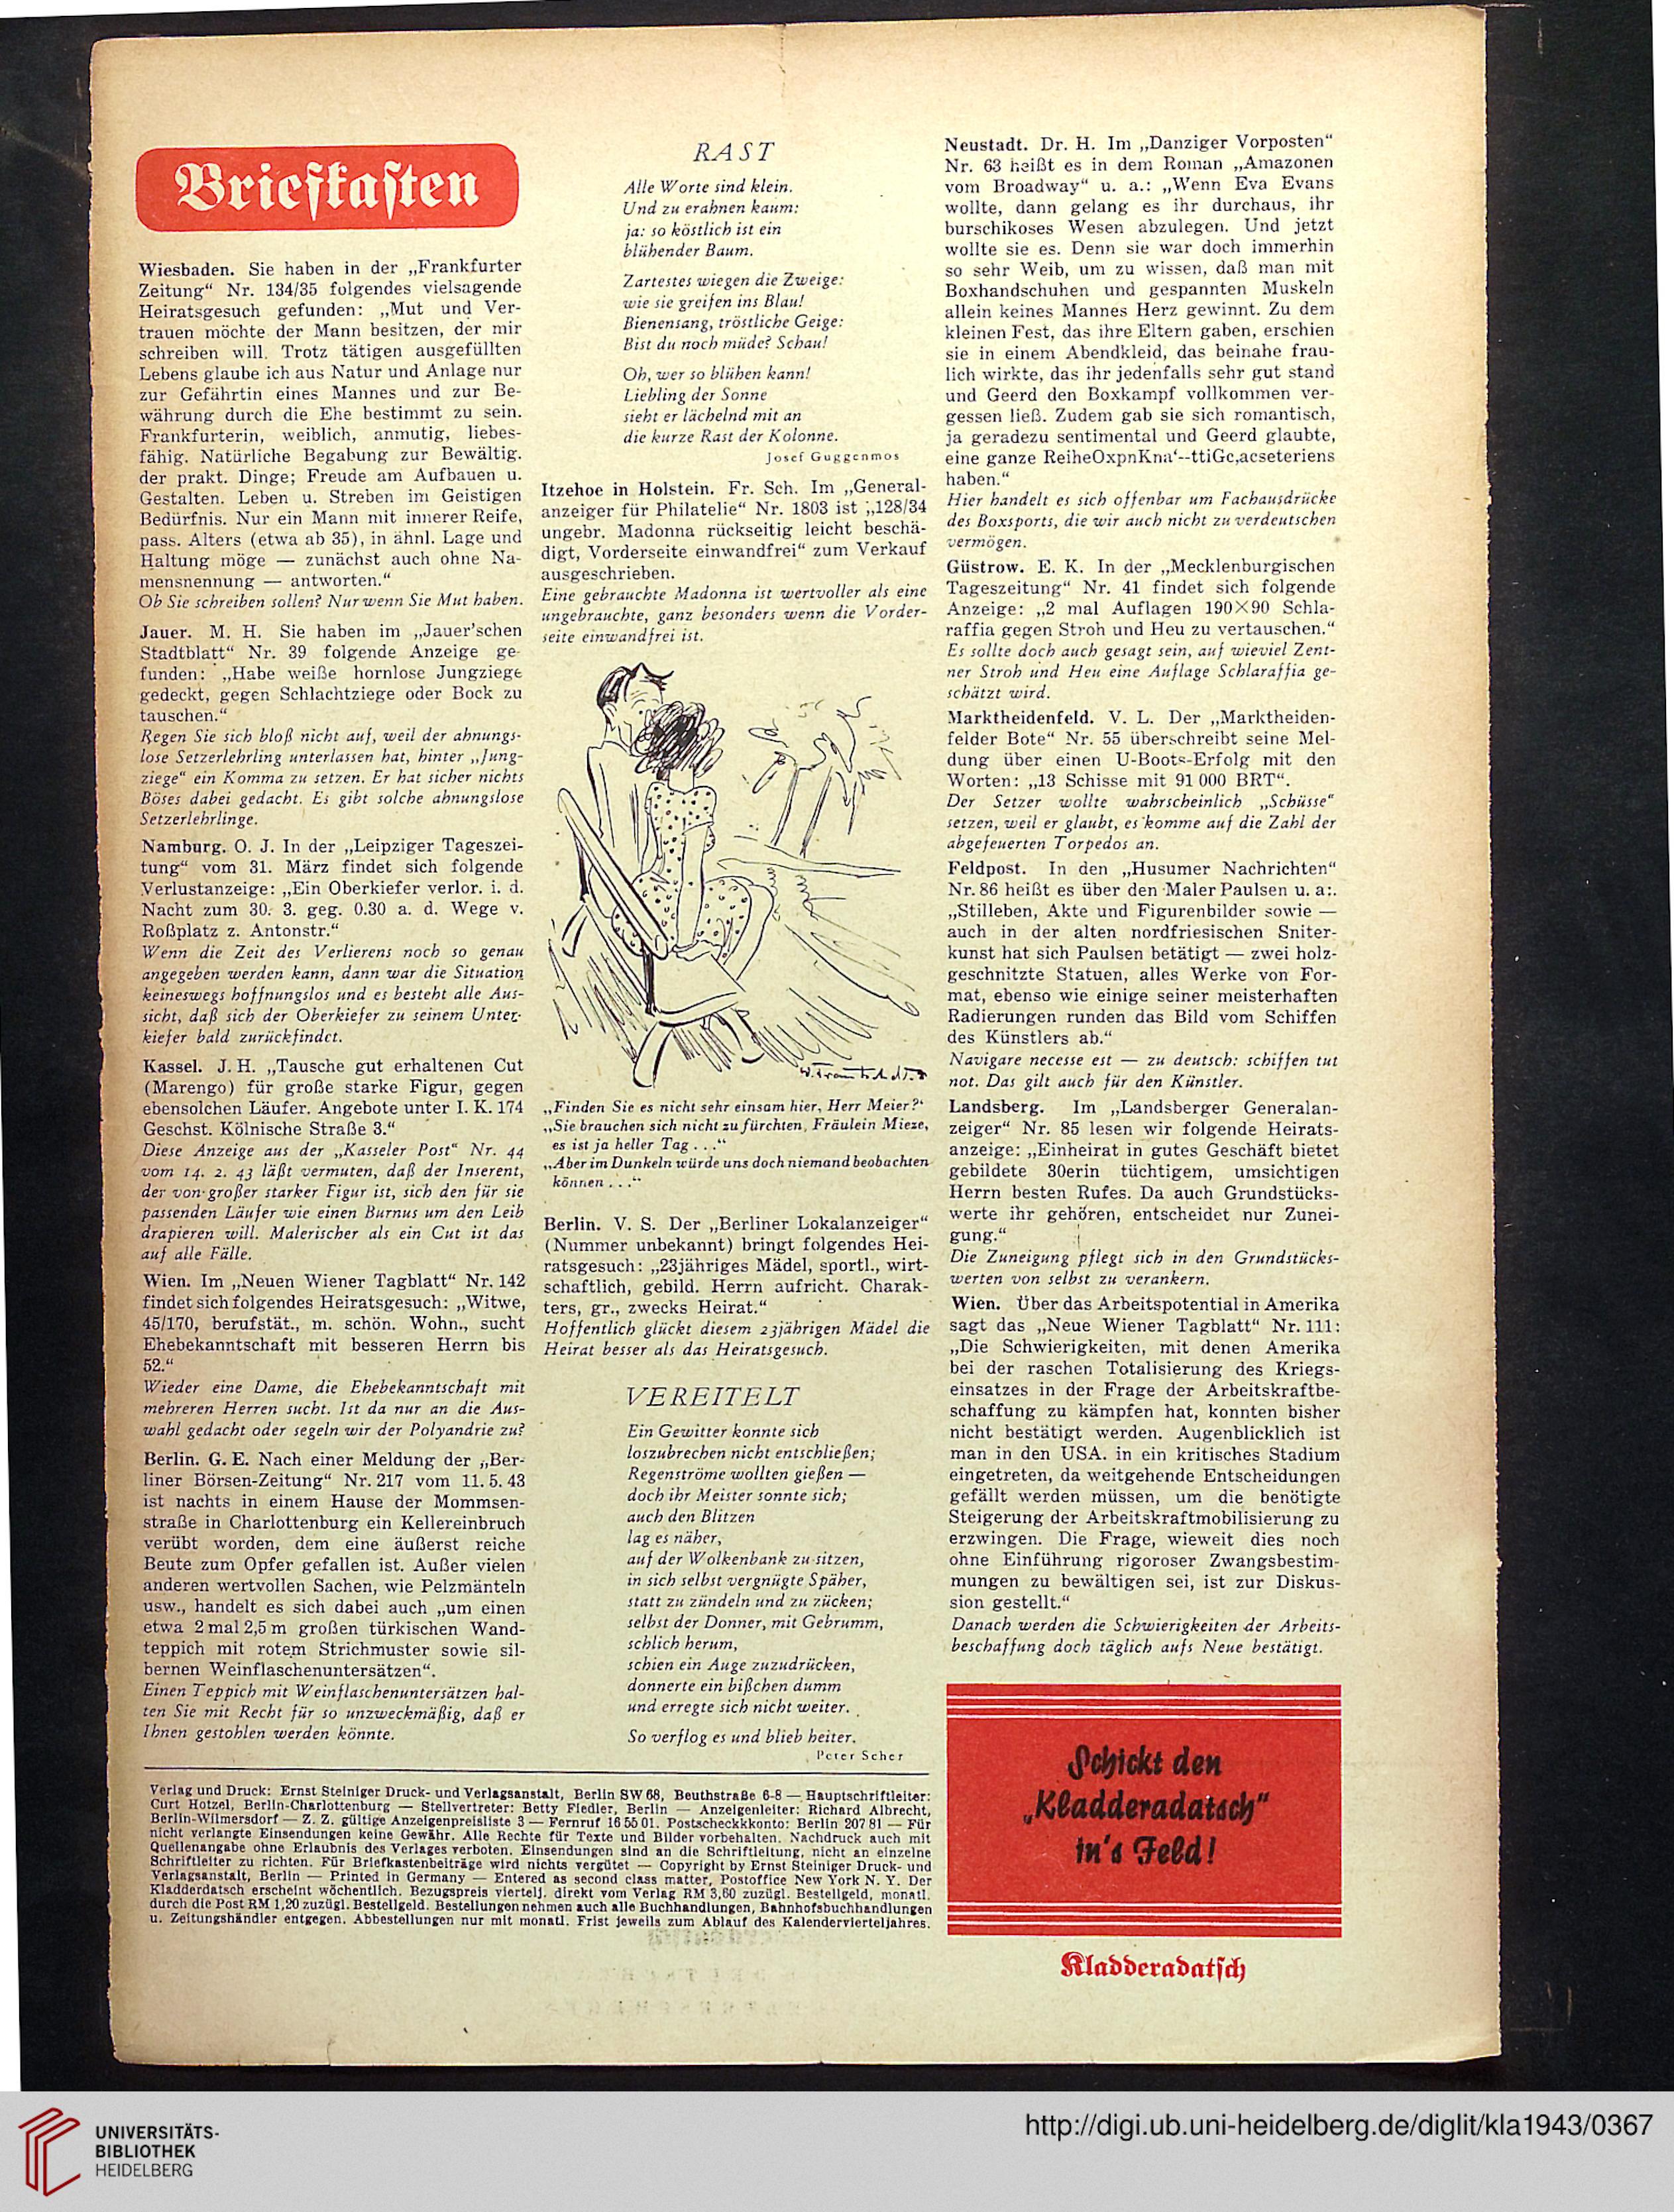 Briefkasten
Wiesbaden. Sie haben in der „Frankfurter
Zeitung“ Nr. 134/35 folgendes vielsagende
Heiratsgesuch gefunden: „Mut und Ver-
trauen möchte der Mann besitzen, der mir
schreiben will. Trotz tätigen ausgefüllten
Lebens glaube ich aus Natur und Anlage nur
zur Gefährtin eines Mannes und zur Be-
währung durch die Ehe bestimmt zu sein.
Frankfurterin, weiblich, anmutig, liebes-
fähig. Natürliche Begabung zur Bewältig.
der prakt. Dinge; Freude am Aufbauen u.
Gestalten. Leben u. Streben im Geistigen
Bedürfnis. Nur ein Mann mit innerer Reife,
pass. Alters (etwa ab 35), in ähnl. Lage und
Haltung möge — zunächst auch ohne Na-
mensnennung — antworten.“
Ob Sie schreiben sollen? Nur wenn Sie Mut haben.
Jauer. M. H. Sie haben im „Jauer'schen
Stadtblatt“ Nr. 39 folgende Anzeige ge-
funden: „Habe weiße hornlose Jungziege
gedeckt, gegen Schlachtziege oder Bock zu
tauschen.“
Regen Sie sich bloß nicht auf, weil der ahnungs-
lose Setzerlehrling unterlassen hat, hinter „Jung-
ziege“ ein Komma zu setzen. Er hat sicher nichts
Böses dabei gedacht. Es gibt solche ahnungslose
Setzerlehrlinge.
Namburg. O. J. In der „Leipziger Tageszei-
tung“ vom 31. März findet sich folgende
Verlustanzeige: „Ein Oberkiefer verlor. i. d.
Nacht zum 30. 3. geg. 0.30 a. d. Wege v.
Roßplatz z. Antonstr.“
Wenn die Zeit des Verlierens noch so genau
angegeben werden kann, dann war die Situation
keineswegs hoffnungslos und es besteht alle Aus-
sicht, daß sich der Oberkiefer zu seinem Unter-
kiefer bald zurückfindet.
Kassel. J. H. „Tausche gut erhaltenen Cut
(Marengo) für große starke Figur, gegen
ebensolchen Läufer. Angebote unter I. K. 174
Geschst. Kölnische Straße 3.“
Diese Anzeige aus der „Kasseler Post“ Nr. 44
vom 14. 2. 43 läßt vermuten, daß der Inserent,
der von großer starker Figur ist, sich den für sie
passenden Läufer wie einen Burnus um den Leib
drapieren will. Malerischer als ein Cut ist das
auf alle Fälle.
Wien. Im „Neuen Wiener Tagblatt“ Nr. 142
findet sich folgendes Heiratsgesuch: „Witwe,
45/170, berufstät., m. schön. Wohn., sucht
Ehebekanntschaft mit besseren Herrn bis
52.“
Wieder eine Dame, die Ehebekanntschaft mit
mehreren Herren sucht. Ist da nur an die Aus-
wahl gedacht oder segeln wir der Polyandrie zu?
Berlin. G. E. Nach einer Meldung der „Ber-
liner Börsen-Zeitung“ Nr. 217 vom 11. 5. 43
ist nachts in einem Hause der Mommsen-
straße in Charlottenburg ein Kellereinbruch
verübt worden, dem eine äußerst reiche
Beute zum Opfer gefallen ist. Außer vielen
anderen wertvollen Sachen, wie Pelzmänteln
usw., handelt es sich dabei auch „um einen
etwa 2 mal 2,5 m großen türkischen Wand-
teppich mit rotem Strichmuster sowie sil-
bernen Weinflaschenuntersätzen“.
Einen Teppich mit Weinflaschenuntersätzen hal-
ten Sie mit Recht für so unzweckmäßig, daß er
Ihnen gestohlen werden könnte.
RAST
Alle Worte sind klein.
Und zu erahnen kaum:
ja: so köstlich ist ein
blühender Baum.
Zartestes wiegen die Zweige:
wie sie greifen ins Blau!
Bienensang, tröstliche Geige:
Bist du noch müde? Schau!
Oh, wer so blühen kann!
Liebling der Sonne
sieht er lächelnd mit an
die kurze Rast der Kolonne.
Josef Guggenmos
Itzehoe in Holstein. Fr. Sch. Im „General-
anzeiger für Philatelie“ Nr. 1803 ist „128/34
ungebr. Madonna rückseitig leicht beschä-
digt, Vorderseite einwandfrei“ zum Verkauf
ausgeschrieben.
Eine gebrauchte Madonna ist wertvoller als eine
ungebrauchte, ganz besonders wenn die Vorder-
seite einwandfrei ist.
„Finden Sie es nicht sehr einsam hier, Herr Meier?“
„Sie brauchen sich nicht zu fürchten, Fräulein Mieze,
es ist ja heller Tag . . .“
„Aber im Dunkeln würde uns doch niemand beobachten
können . . .“
Berlin. V. S. Der „Berliner Lokalanzeiger“
(Nummer unbekannt) bringt folgendes Hei-
ratsgesuch: „23jähriges Mädel, sportl., wirt-
schaftlich, gebild. Herrn aufricht. Charak-
ters, gr., zwecks Heirat.“
Hoffentlich glückt diesem 23jährigen Mädel die
Heirat besser als das Heiratsgesuch.
VEREITELT
Ein Gewitter konnte sich
loszubrechen nicht entschließen;
Regenströme wollten gießen —
doch ihr Meister sonnte sich;
auch den Blitzen
lag es näher,
auf der Wolkenbank zu sitzen,
in sich selbst vergnügte Späher,
statt zu zündeln und zu zücken;
selbst der Donner, mit Gebrumm,
schlich herum,
schien ein Auge zuzudrücken,
donnerte ein bißchen dumm
und erregte sich nicht weiter.
So verflog es und blieb heiter.
Peter Scher
Verlag und Druck: Ernst Steiniger Druck- und Verlagsanstalt, Berlin SW 68, Beuthstraße 6-8 — Hauptschriftleiter:
Curt Hotzel, Berlin-Charlottenburg — Stellvertreter: Betty Fiedler, Berlin — Anzeigenleiter: Richard Albrecht,
Berlin-Wilmersdorf — Z. Z. gültige Anzeigenpreisliste 3 — Fernruf 16 55 01. Postscheckkonto: Berlin 207 81 — Für
nicht verlangte Einsendungen keine Gewähr. Alle Rechte für Texte und Bilder vorbehalten. Nachdruck auch mit
Quellenangabe ohne Erlaubnis des Verlages verboten. Einsendungen sind an die Schriftleitung, nicht an einzelne
Schriftleiter zu richten. Für Briefkastenbeiträge wird nichts vergütet — Copyright by Ernst Steiniger Druck- und
Verlagsanstalt, Berlin — Printed in Germany — Entered as second class matter, Postoffice New York N. Y. Der
Kladderdatsch erscheint wöchentlich. Bezugspreis viertelj. direkt vom Verlag RM 3,60 zuzügl. Bestellgeld, monatl.
durch die Post RM 1,20 zuzügl. Bestellgeld. Bestellungen nehmen auch alle Buchhandlungen, Bahnhofsbuchhandlungen
u. Zeitungshändler entgegen. Abbestellungen nur mit monatl. Frist jeweils zum Ablauf des Kalendervierteljahres.
Neustadt. Dr. H. Im „Danziger Vorposten“
Nr. 63 heißt es in dem Roman „Amazonen
vom Broadway“ u. a.: „Wenn Eva Evans
wollte, dann gelang es ihr durchaus, ihr
burschikoses Wesen abzulegen. Und jetzt
wollte sie es. Denn sie war doch immerhin
so sehr Weib, um zu wissen, daß man mit
Boxhandschuhen und gespannten Muskeln
allein keines Mannes Herz gewinnt. Zu dem
kleinen Fest, das ihre Eltern gaben, erschien
sie in einem Abendkleid, das beinahe frau-
lich wirkte, das ihr jedenfalls sehr gut stand
und Geerd den Boxkampf vollkommen ver-
gessen ließ. Zudem gab sie sich romantisch,
ja geradezu sentimental und Geerd glaubte,
eine ganze ReiheOxpnKna‘--ttiGc,acseteriens
haben.“
Hier handelt es sich offenbar um Fachausdrücke
des Boxsports, die wir auch nicht zu verdeutschen
vermögen.
Güstrow. E. K. In der „Mecklenburgischen
Tageszeitung“ Nr. 41 findet sich folgende
Anzeige: „2 mal Auflagen 190×90 Schla-
raffia gegen Stroh und Heu zu vertauschen.“
Es sollte doch auch gesagt sein, auf wieviel Zent-
ner Stroh und Heu eine Auflage Schlaraffia ge-
schätzt wird.
Marktheidenfeld. V. L. Der „Marktheiden-
felder Bote“ Nr. 55 überschreibt seine Mel-
dung über einen U-Boots-Erfolg mit den
Worten: „13 Schisse mit 91 000 BRT“.
Der Setzer wollte wahrscheinlich „Schüsse“
setzen, weil er glaubt, es komme auf die Zahl der
abgefeuerten Torpedos an.
Feldpost. In den „Husumer Nachrichten“
Nr. 86 heißt es über den Maler Paulsen u. a.:
„Stilleben, Akte und Figurenbilder sowie —
auch in der alten nordfriesischen Sniter-
kunst hat sich Paulsen betätigt — zwei holz-
geschnitzte Statuen, alles Werke von For-
mat, ebenso wie einige seiner meisterhaften
Radierungen runden das Bild vom Schiffen
des Künstlers ab.“
Navigare necesse est — zu deutsch: schiffen tut
not. Das gilt auch für den Künstler.
Landsberg. Im „Landsberger Generalan-
zeiger“ Nr. 85 lesen wir folgende Heirats-
anzeige: „Einheirat in gutes Geschäft bietet
gebildete 30erin tüchtigem, umsichtigen
Herrn besten Rufes. Da auch Grundstücks-
werte ihr gehören, entscheidet nur Zunei-
gung.“
Die Zuneigung pflegt sich in den Grundstücks-
werten von selbst zu verankern.
Wien. Über das Arbeitspotential in Amerika
sagt das „Neue Wiener Tagblatt“ Nr. 111:
„Die Schwierigkeiten, mit denen Amerika
bei der raschen Totalisierung des Kriegs-
einsatzes in der Frage der Arbeitskraftbe-
schaffung zu kämpfen hat, konnten bisher
nicht bestätigt werden. Augenblicklich ist
man in den USA. in ein kritisches Stadium
eingetreten, da weitgehende Entscheidungen
gefällt werden müssen, um die benötigte
Steigerung der Arbeitskraftmobilisierung zu
erzwingen. Die Frage, wieweit dies noch
ohne Einführung rigoroser Zwangsbestim-
mungen zu bewältigen sei, ist zur Diskus-
sion gestellt.“
Danach werden die Schwierigkeiten der Arbeits-
beschaffung doch täglich aufs Neue bestätigt.
Schickt den
„Kladderadatsch“
in's Feld!
Kladderadatsch
UNIVERSITÄTS-
BIBLIOTHEK
HEIDELBERG
http://digi.ub.uni-heidelberg.de/diglit/kla1943/0367